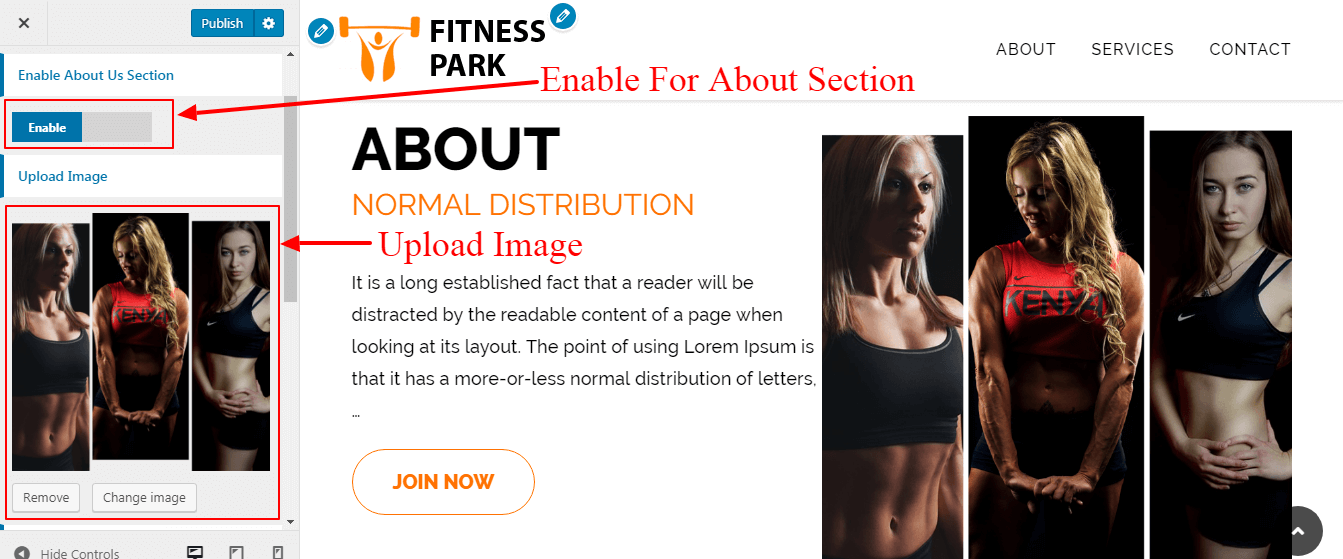 Publish
Enable About Us Section
Enable
Upload Image
Remove
Change image
Hide Controls
FITNESS
PARK
ABOUT SERVICES CONTACT
Enable For About Section
ABOUT
NORMAL DISTRIBUTION
Upload Image
It is a long established fact that a reader will be
distracted by the readable content of a page when
looking at its layout. The point of using Lorem Ipsum is
that it has a more-or-less normal distribution of letters,
…
JOIN NOW
KENYA